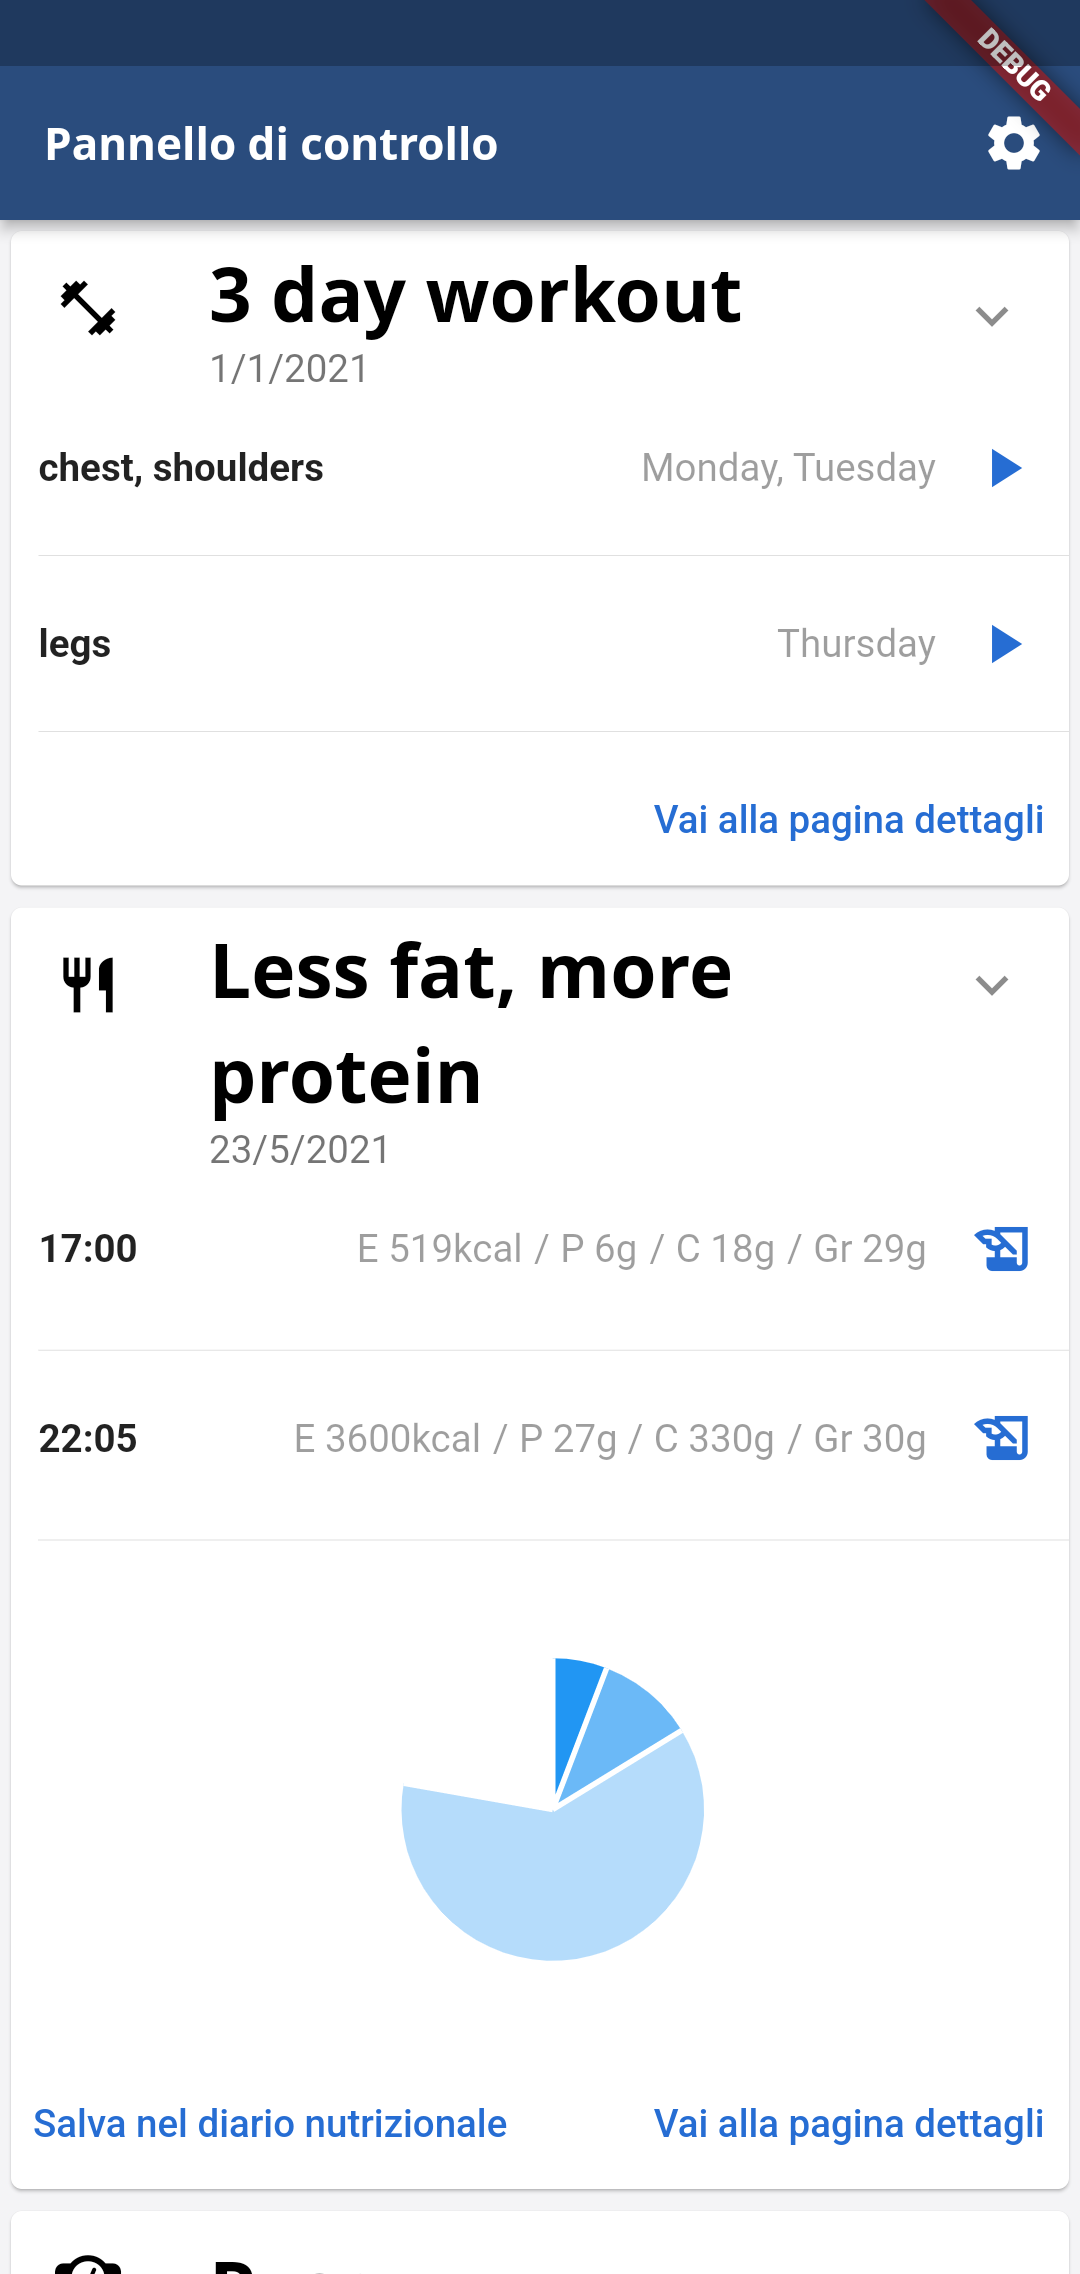 DEBUG
Pannello di controllo
3 day workout
1/1/2021
chest, shoulders Monday, Tuesday
legs Thursday
Vai alla pagina dettagli
Less fat, more
protein
23/5/2021
17:00 E 519kcal / P 6g / C 18g / Gr 29g
22:05 E 3600kcal / P 27g / C 330g / Gr 30g
Salva nel diario nutrizionale Vai alla pagina dettagli